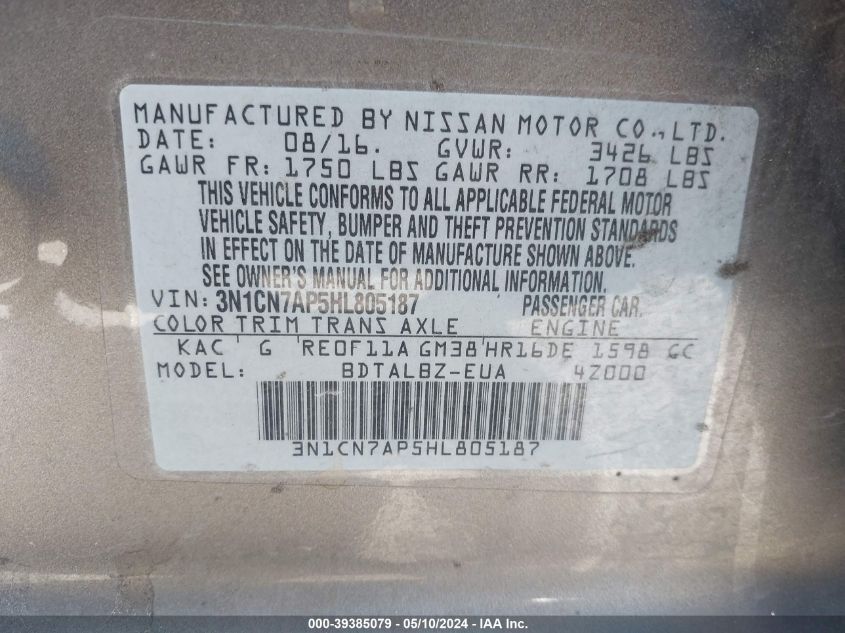 MANUFACTURED BY NISSAN MOTOR CO., LTD.
DATE: 08/16. GVWR: 3426 LBS
GAWR FR: 1750 LBS GAWR RR: 1708 LBS
THIS VEHICLE CONFORMS TO ALL APPLICABLE FEDERAL MOTOR
VEHICLE SAFETY, BUMPER AND THEFT PREVENTION STANDARDS
IN EFFECT ON THE DATE OF MANUFACTURE SHOWN ABOVE.
SEE OWNER'S MANUAL FOR ADDITIONAL INFORMATION.
VIN: 3N1CN7AP5HL805187 PASSENGER CAR.
COLOR TRIM TRANS AXLE ENGINE
KAC G RE0F11A GM38 HR16DE 1598 CC
MODEL: BDTALBZ-EUA 4Z000
3N1CN7AP5HL805187
000-39385079 - 05/10/2024 - IAAI, Inc.